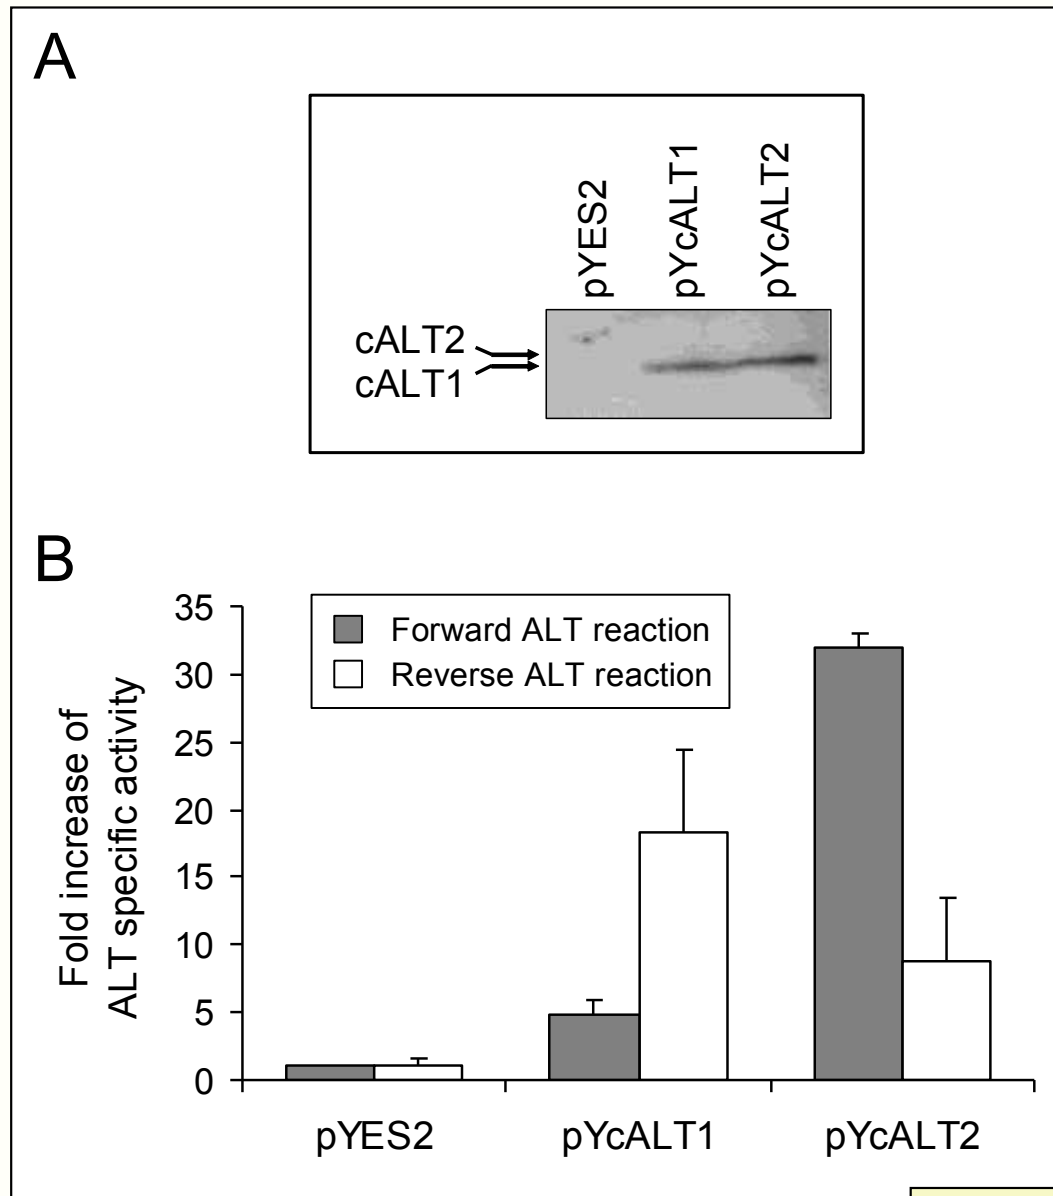 A
pYES2
pYcALT1
pYcALT2
cALT2
cALT1
B
Fold increase of
ALT specific activity
35
30
25
20
15
10
5
0
Forward ALT reaction
Reverse ALT reaction
pYES2
pYcALT1
pYcALT2